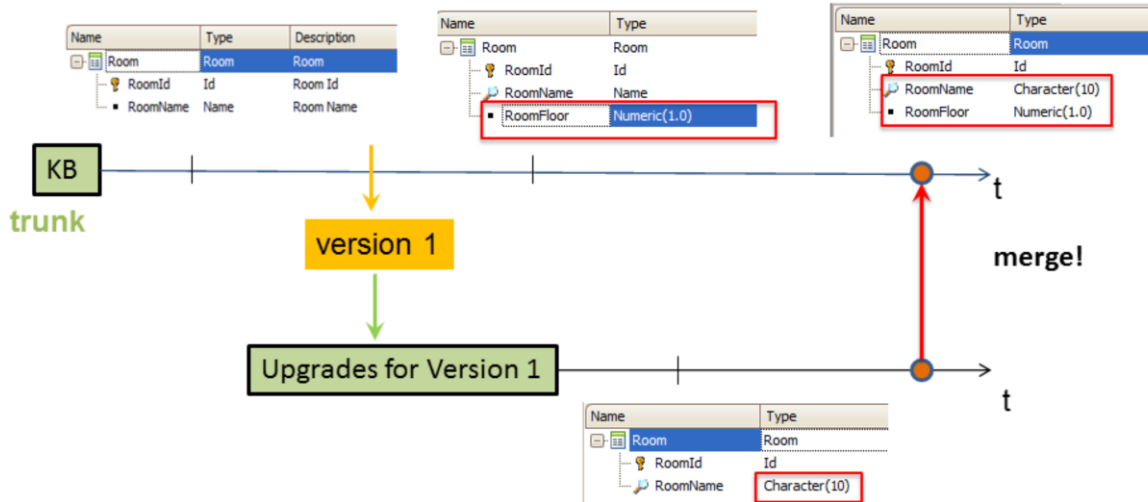 Name Type Description
Room Room Room
RoomId Id Room Id
RoomName Name Room Name
Name Type
Room Room
RoomId Id
RoomName Name
RoomFloor Numeric(1.0)
Name Type
Room Room
RoomId Id
RoomName Character(10)
RoomFloor Numeric(1.0)
KB
trunk
t
version 1
merge!
Upgrades for Version 1
t
Name Type
Room Room
RoomId Id
RoomName Character(10)